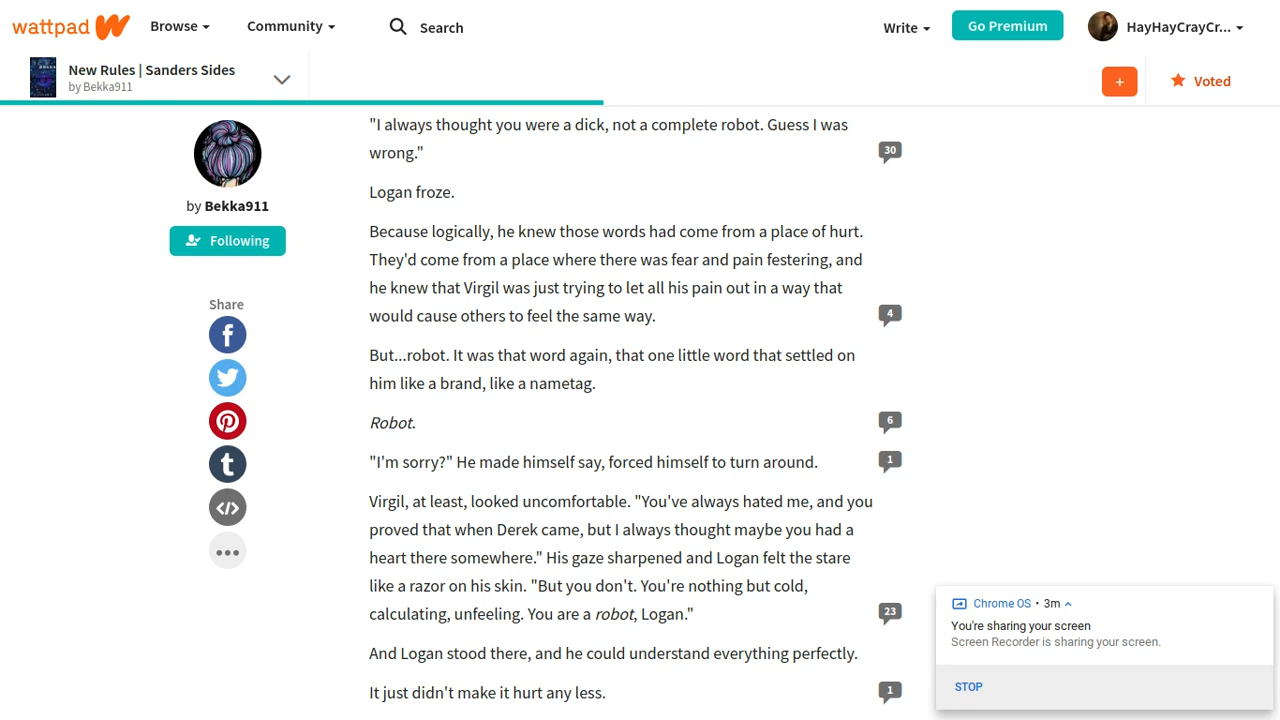 wattpad
Browse
Community
Search
Write
Go Premium
HayHayCrayCr...
New Rules | Sanders Sides
by Bekka911
+
Voted
by Bekka911
Following
Share
"I always thought you were a dick, not a complete robot. Guess I was
wrong."
30
Logan froze.
Because logically, he knew those words had come from a place of hurt.
They'd come from a place where there was fear and pain festering, and
he knew that Virgil was just trying to let all his pain out in a way that
would cause others to feel the same way.
4
But...robot. It was that word again, that one little word that settled on
him like a brand, like a nametag.
Robot.
6
"I'm sorry?" He made himself say, forced himself to turn around.
1
Virgil, at least, looked uncomfortable. "You've always hated me, and you
proved that when Derek came, but I always thought maybe you had a
heart there somewhere." His gaze sharpened and Logan felt the stare
like a razor on his skin. "But you don't. You're nothing but cold,
calculating, unfeeling. You are a robot, Logan."
23
And Logan stood there, and he could understand everything perfectly.
It just didn't make it hurt any less.
1
Chrome OS • 3m
You're sharing your screen
Screen Recorder is sharing your screen.
STOP